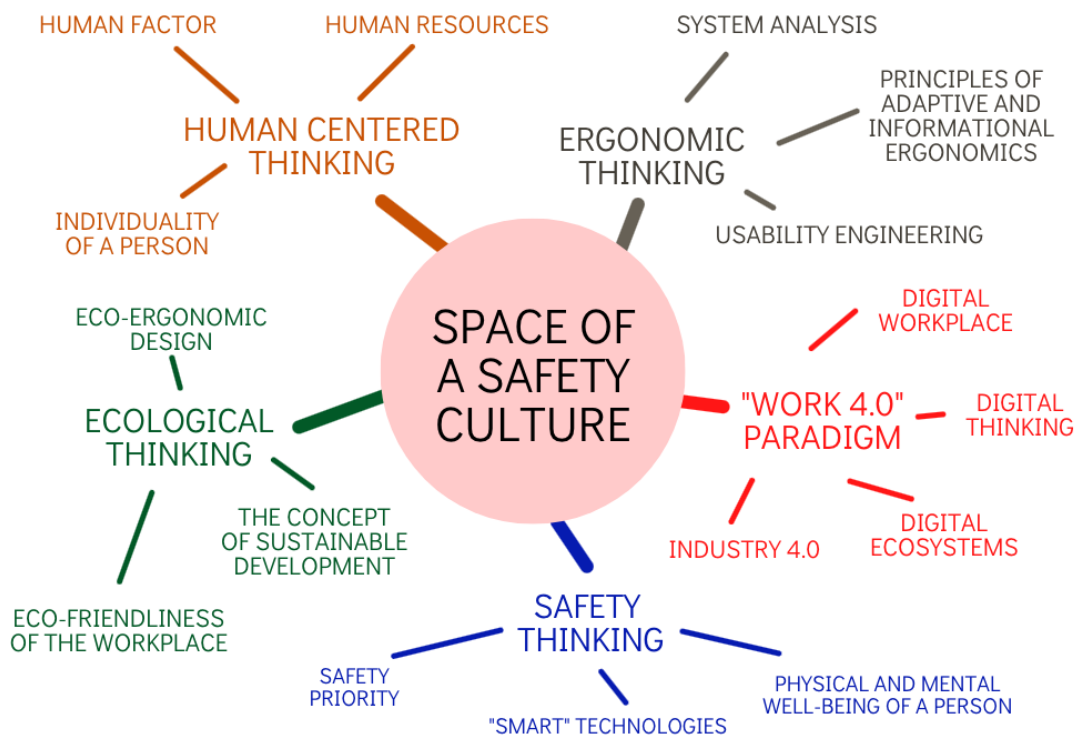 HUMAN FACTOR
HUMAN RESOURCES
HUMAN CENTERED
THINKING
INDIVIDUALITY
OF A PERSON
SYSTEM ANALYSIS
PRINCIPLES OF
ADAPTIVE AND
INFORMATIONAL
ERGONOMICS
ERGONOMIC
THINKING
USABILITY ENGINEERING
SPACE OF
A SAFETY
CULTURE
ECO-ERGONOMIC
DESIGN
ECOLOGICAL
THINKING
THE CONCEPT
OF SUSTAINABLE
DEVELOPMENT
ECO-FRIENDLINESS
OF THE WORKPLACE
DIGITAL
WORKPLACE
"WORK 4.0"
PARADIGM
DIGITAL
THINKING
DIGITAL
ECOSYSTEMS
INDUSTRY 4.0
SAFETY
THINKING
SAFETY
PRIORITY
"SMART" TECHNOLOGIES
PHYSICAL AND MENTAL
WELL-BEING OF A PERSON